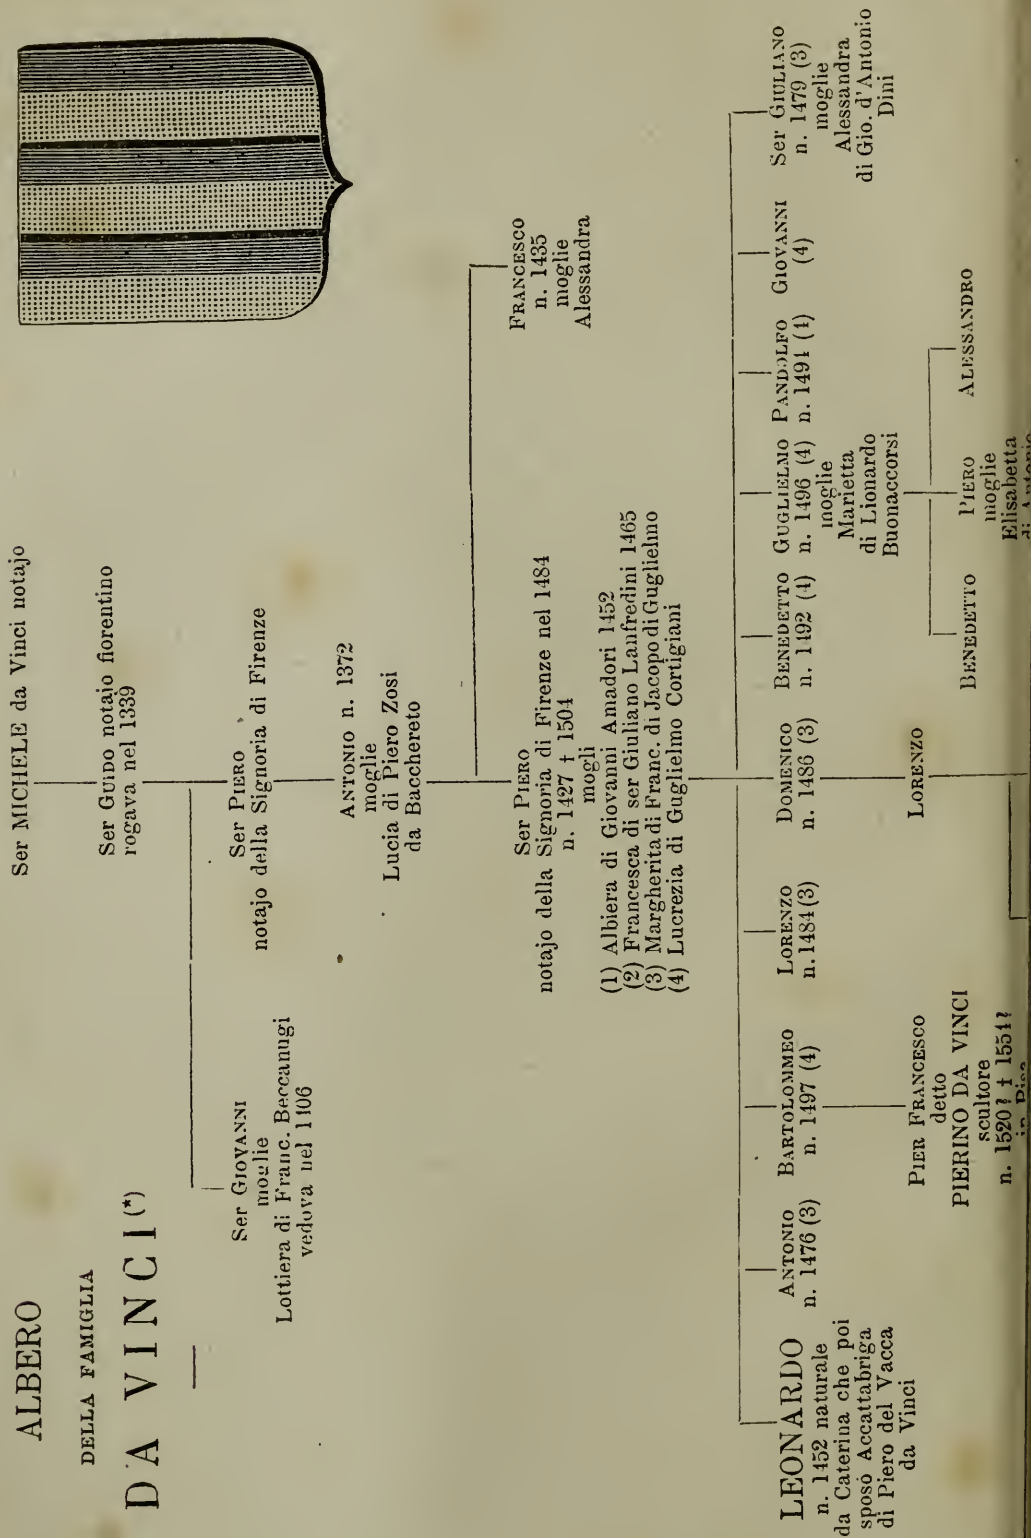 ALBERO
DELLA FAMIGLIA
DA VINCI (*)
Ser MICHELE da Vinci notajo
Ser GUIDO notajo fiorentino
rogava nel 1339
Ser GIOVANNI
moglie
Lottiera di Franc. Beccanugi
vedova nel 1406
Ser PIERO
notajo della Signoria di Firenze
ANTONIO n. 1372
moglie
Lucia di Piero Zosi
da Bacchereto
Ser PIERO
notajo della Signoria di Firenze nel 1484
n. 1427 † 1504
mogli
(1) Albiera di Giovanni Amadori 1452
(2) Francesca di ser Giuliano Lanfredini 1465
(3) Margherita di Franc. di Jacopo di Guglielmo
(4) Lucrezia di Guglielmo Cortigiani
FRANCESCO
n. 1435
moglie
Alessandra
LEONARDO
n. 1452 naturale
da Caterina che poi
sposò Accattabriga
di Piero del Vacca
da Vinci
ANTONIO
n. 1476 (3)
BARTOLOMMEO
n. 1497 (4)
LORENZO
n. 1484 (3)
DOMENICO
n. 1486 (3)
BENEDETTO
n. 1492 (4)
GUGLIELMO
n. 1496 (4)
moglie
Marietta
di Lionardo
Buonaccorsi
PANDOLFO
n. 1494 (4)
GIOVANNI
(4)
Ser GIULIANO
n. 1479 (3)
moglie
Alessandra
di Gio. d'Antonio
Dini
PIER FRANCESCO
detto
PIERINO DA VINCI
scultore
n. 1520? † 1554?
in Pisa
LORENZO
BENEDETTO
PIERO
moglie
Elisabetta
di Antonio
ALESSANDRO